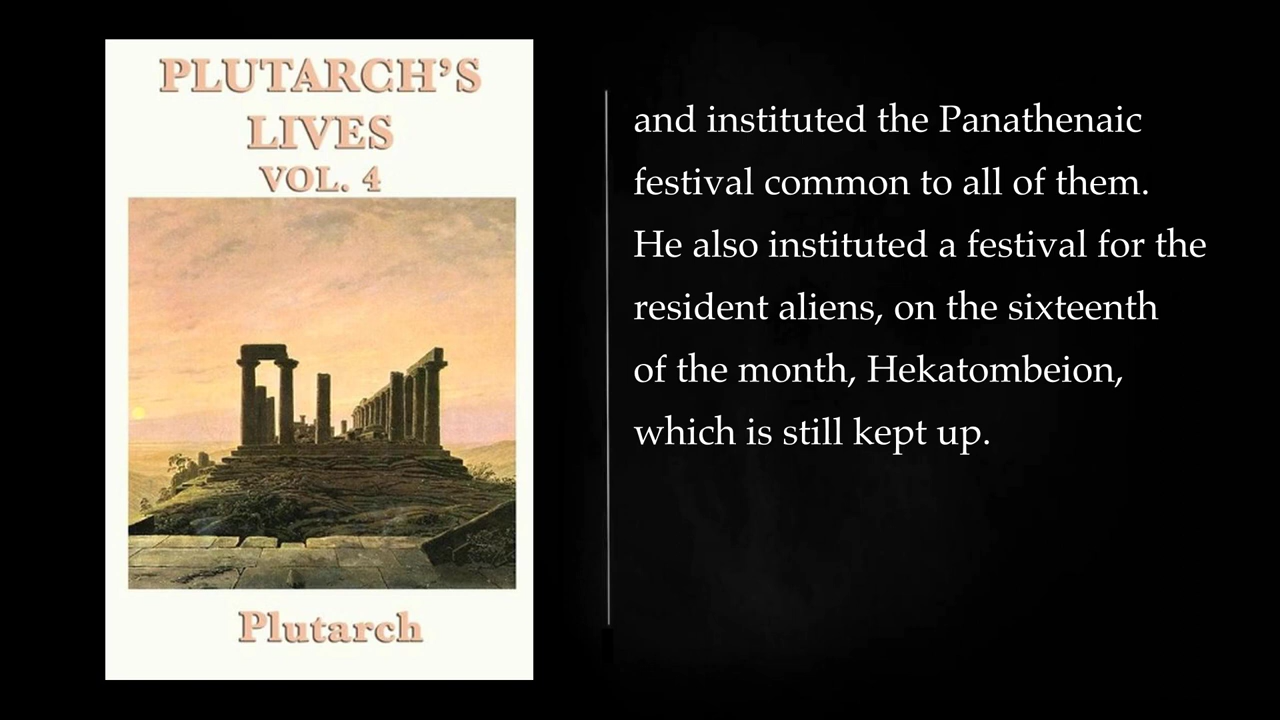 PLUTARCH'S
LIVES
VOL. 4
Plutarch
and instituted the Panathenaic
festival common to all of them.
He also instituted a festival for the
resident aliens, on the sixteenth
of the month, Hekatombeion,
which is still kept up.